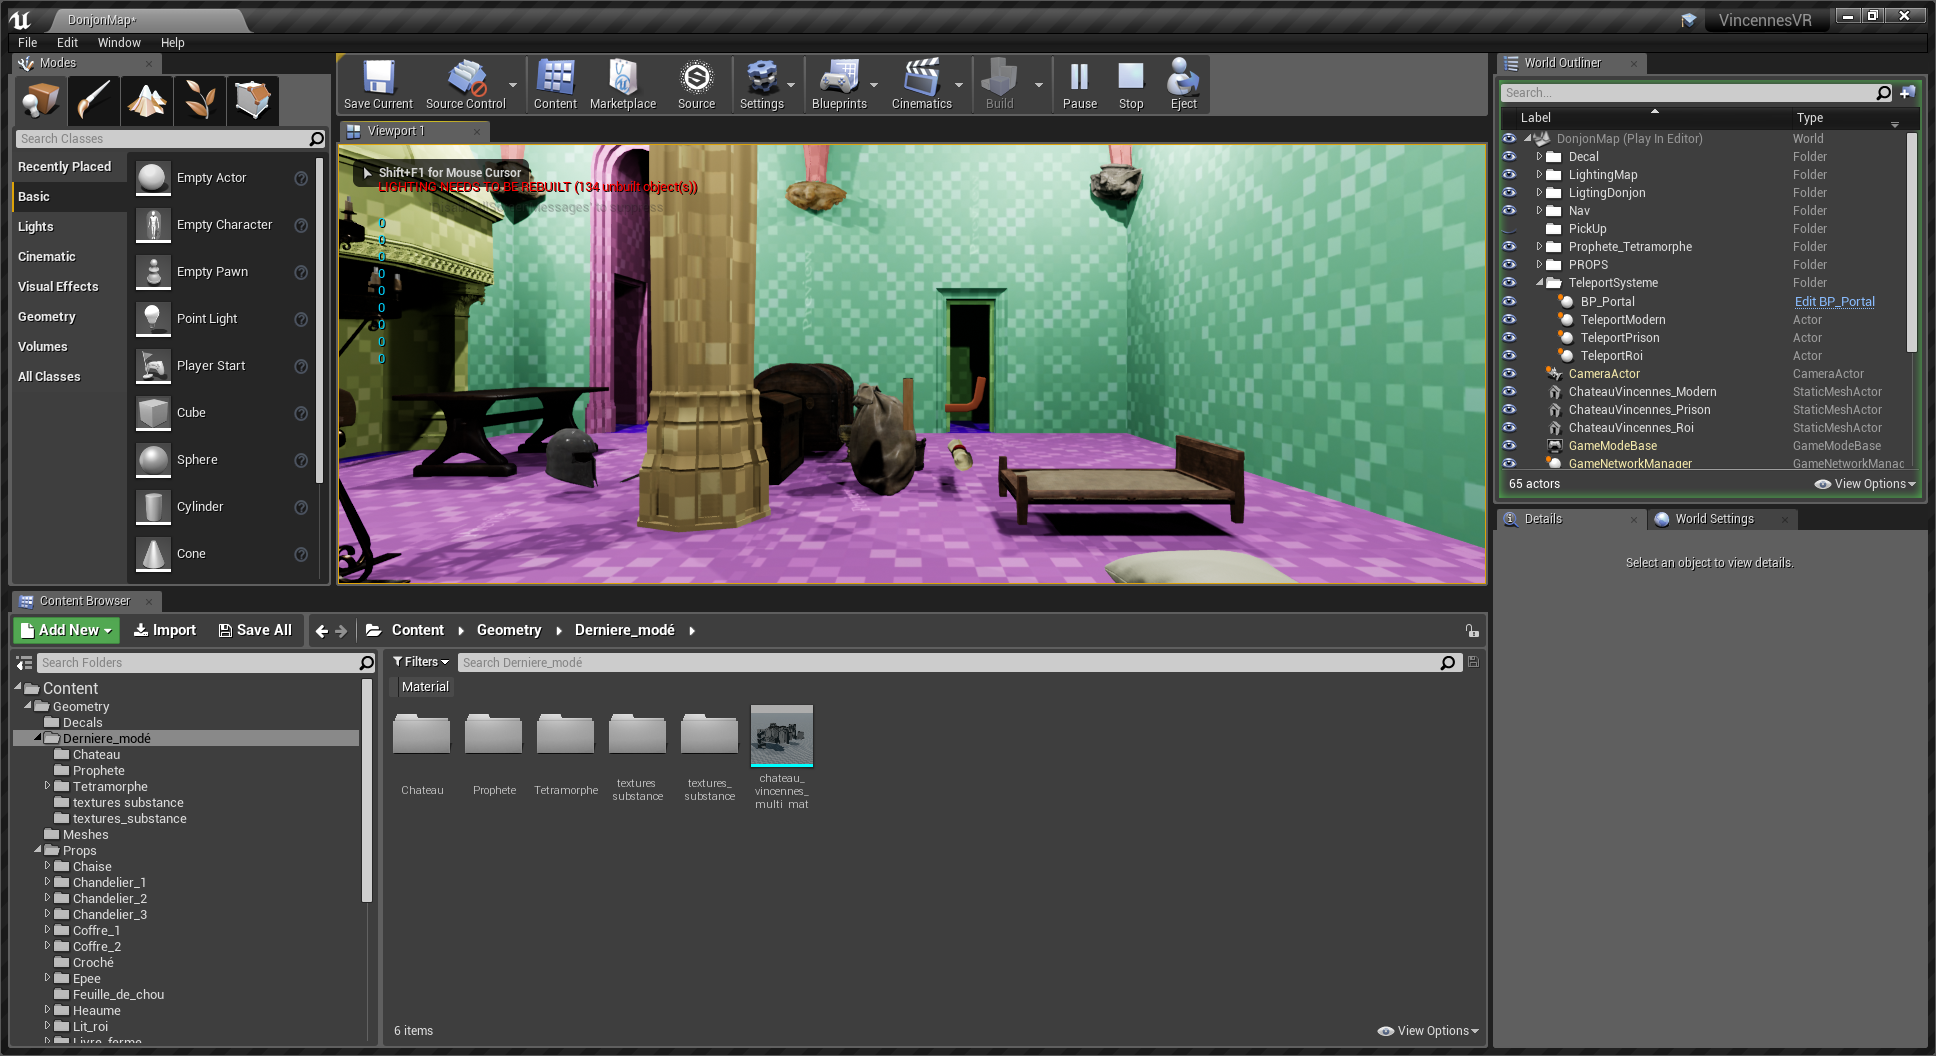 DonjonMap*
VincennesVR
File Edit Window Help
Modes
Search Classes
Recently Placed
Basic
Lights
Cinematic
Visual Effects
Geometry
Volumes
All Classes
Empty Actor
Empty Character
Empty Pawn
Point Light
Player Start
Cube
Sphere
Cylinder
Cone
Save Current
Source Control
Content
Marketplace
Source
Settings
Blueprints
Cinematics
Build
Pause
Stop
Eject
Viewport 1
Shift+F1 for Mouse Cursor
LIGHTING NEEDS TO BE REBUILT (134 unbuilt object(s))
0
0
0
0
0
0
0
0
0
World Outliner
Search...
Label Type
DonjonMap (Play In Editor) World
Decal Folder
LightingMap Folder
LigtingDonjon Folder
Nav Folder
PickUp Folder
Prophete_Tetramorphe Folder
PROPS Folder
TeleportSysteme Folder
BP_Portal Edit BP_Portal
TeleportModern Actor
TeleportPrison Actor
TeleportRoi Actor
CameraActor CameraActor
ChateauVincennes_Modern StaticMeshActor
ChateauVincennes_Prison StaticMeshActor
ChateauVincennes_Roi StaticMeshActor
GameModeBase GameModeBase
GameNetworkManager GameNetworkManac
65 actors View Options
Details World Settings
Select an object to view details.
Content Browser
Add New Import Save All Content Geometry Derniere_modé
Search Folders
Content
Geometry
Decals
Derniere_modé
Chateau
Prophete
Tetramorphe
textures substance
textures_substance
Meshes
Props
Chaise
Chandelier_1
Chandelier_2
Chandelier_3
Coffre_1
Coffre_2
Croché
Epee
Feuille_de_chou
Heaume
Lit_roi
Livre_ferme
Filters Search Derniere_modé
Material
Chateau
Prophete
Tetramorphe
textures
substance
textures_
substance
chateau_
vincennes_
multi_mat
6 items View Options